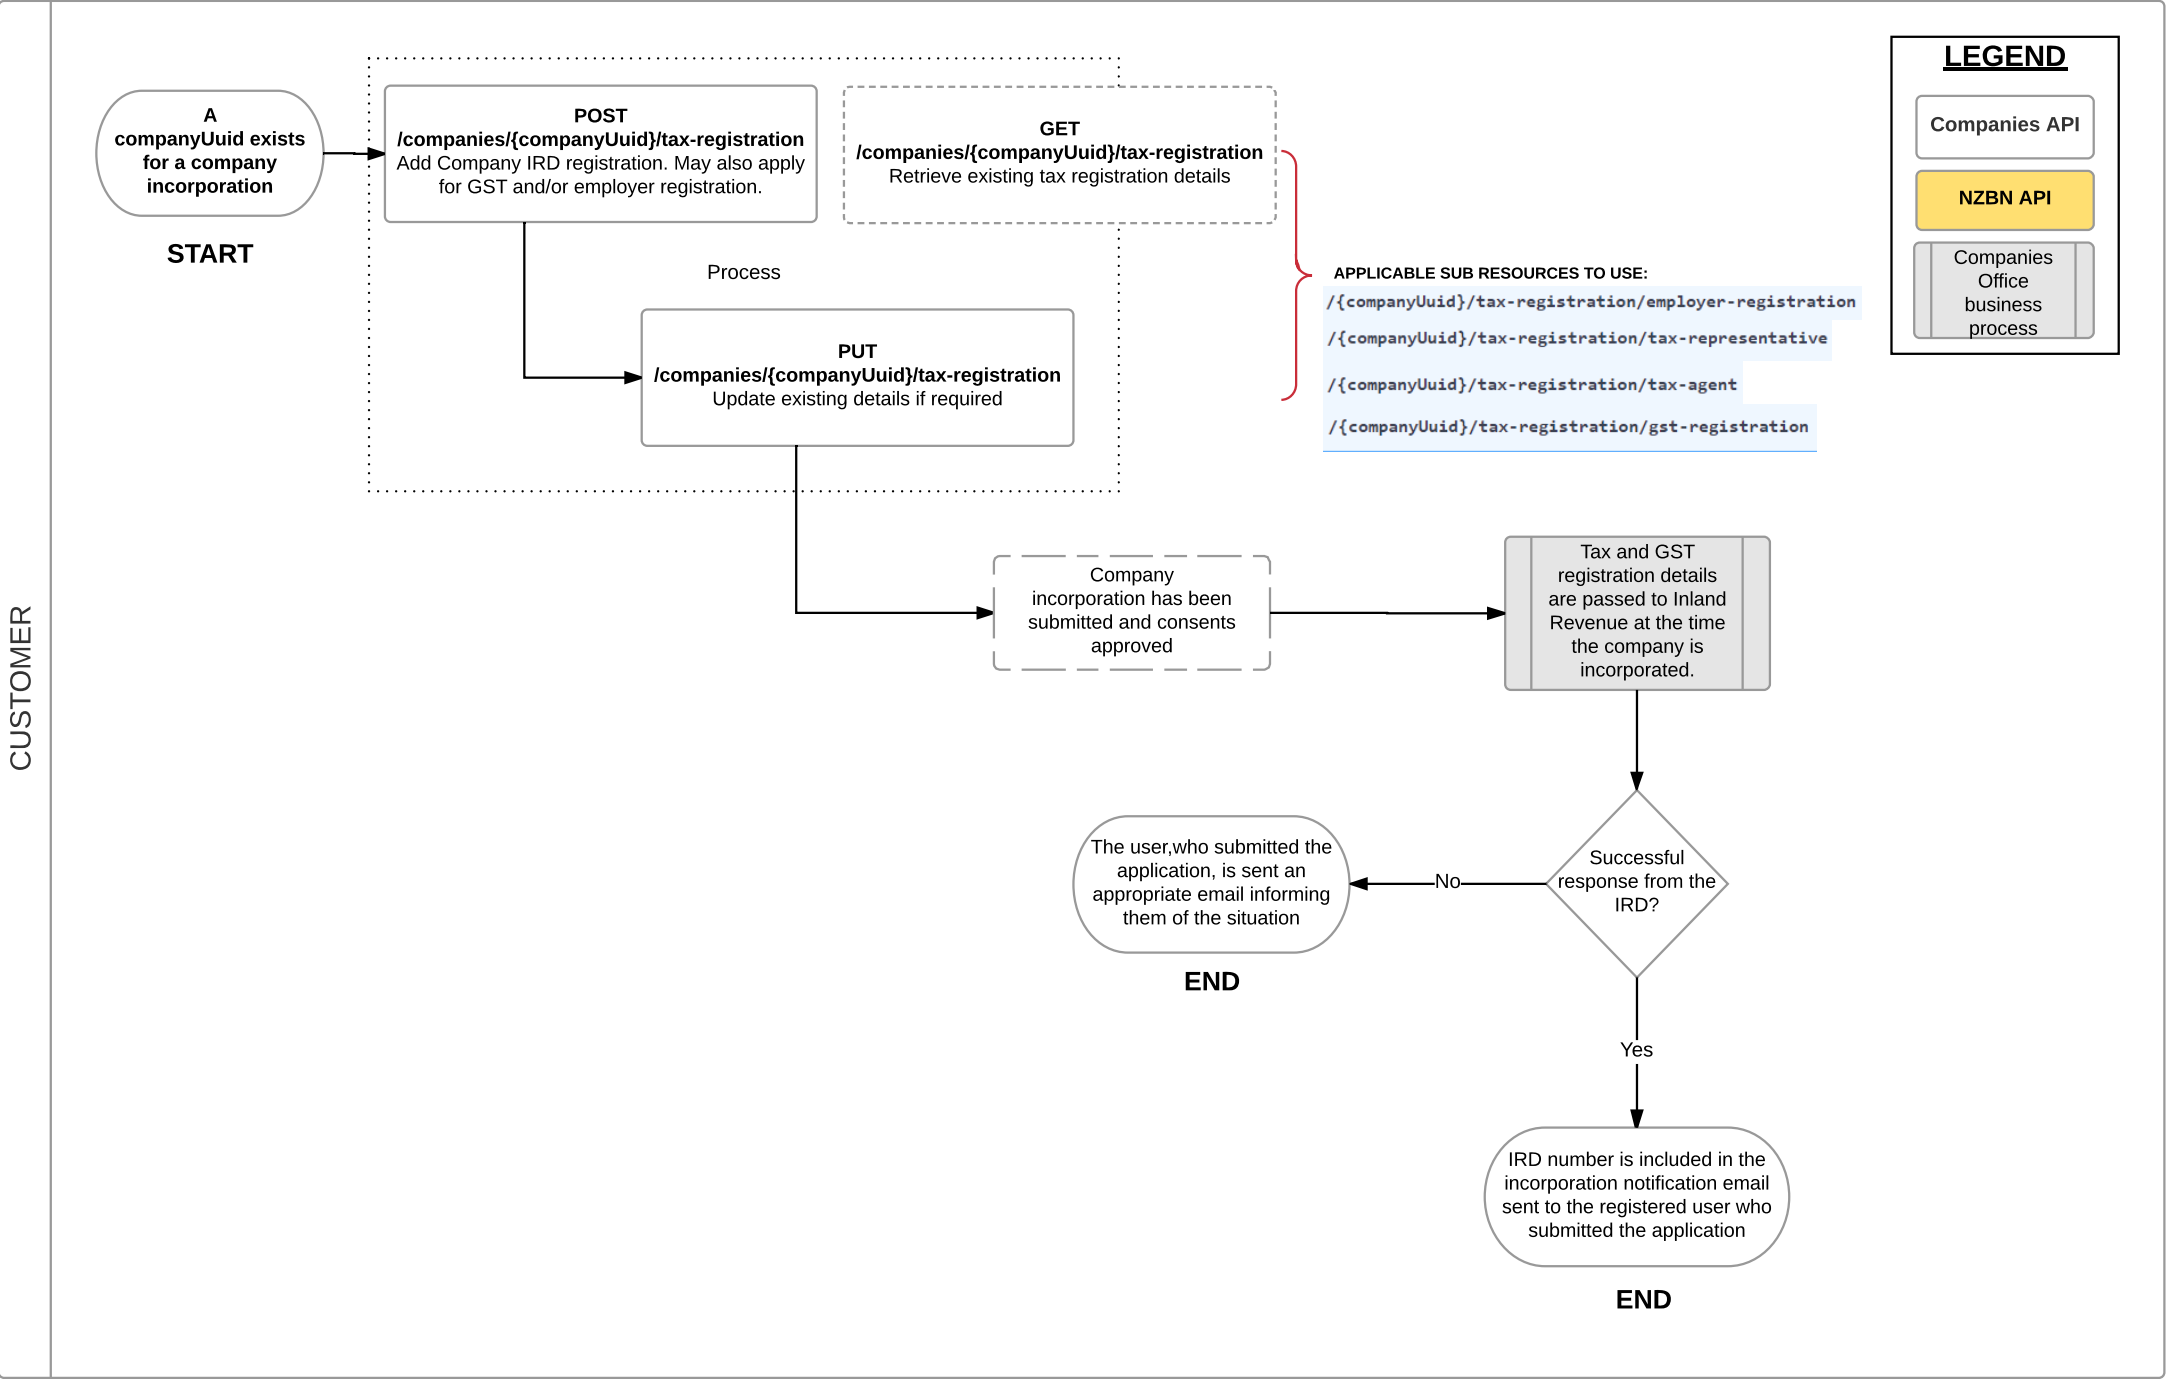 CUSTOMER
A
companyUuid exists
for a company
incorporation
START
POST
/companies/{companyUuid}/tax-registration
Add Company IRD registration. May also apply
for GST and/or employer registration.
GET
/companies/{companyUuid}/tax-registration
Retrieve existing tax registration details
Process
PUT
/companies/{companyUuid}/tax-registration
Update existing details if required
APPLICABLE SUB RESOURCES TO USE:
/{companyUuid}/tax-registration/employer-registration
/{companyUuid}/tax-registration/tax-representative
/{companyUuid}/tax-registration/tax-agent
/{companyUuid}/tax-registration/gst-registration
LEGEND
Companies API
NZBN API
Companies
Office
business
process
Company
incorporation has been
submitted and consents
approved
Tax and GST
registration details
are passed to Inland
Revenue at the time
the company is
incorporated.
Successful
response from the
IRD?
No
The user,who submitted the
application, is sent an
appropriate email informing
them of the situation
END
Yes
IRD number is included in the
incorporation notification email
sent to the registered user who
submitted the application
END